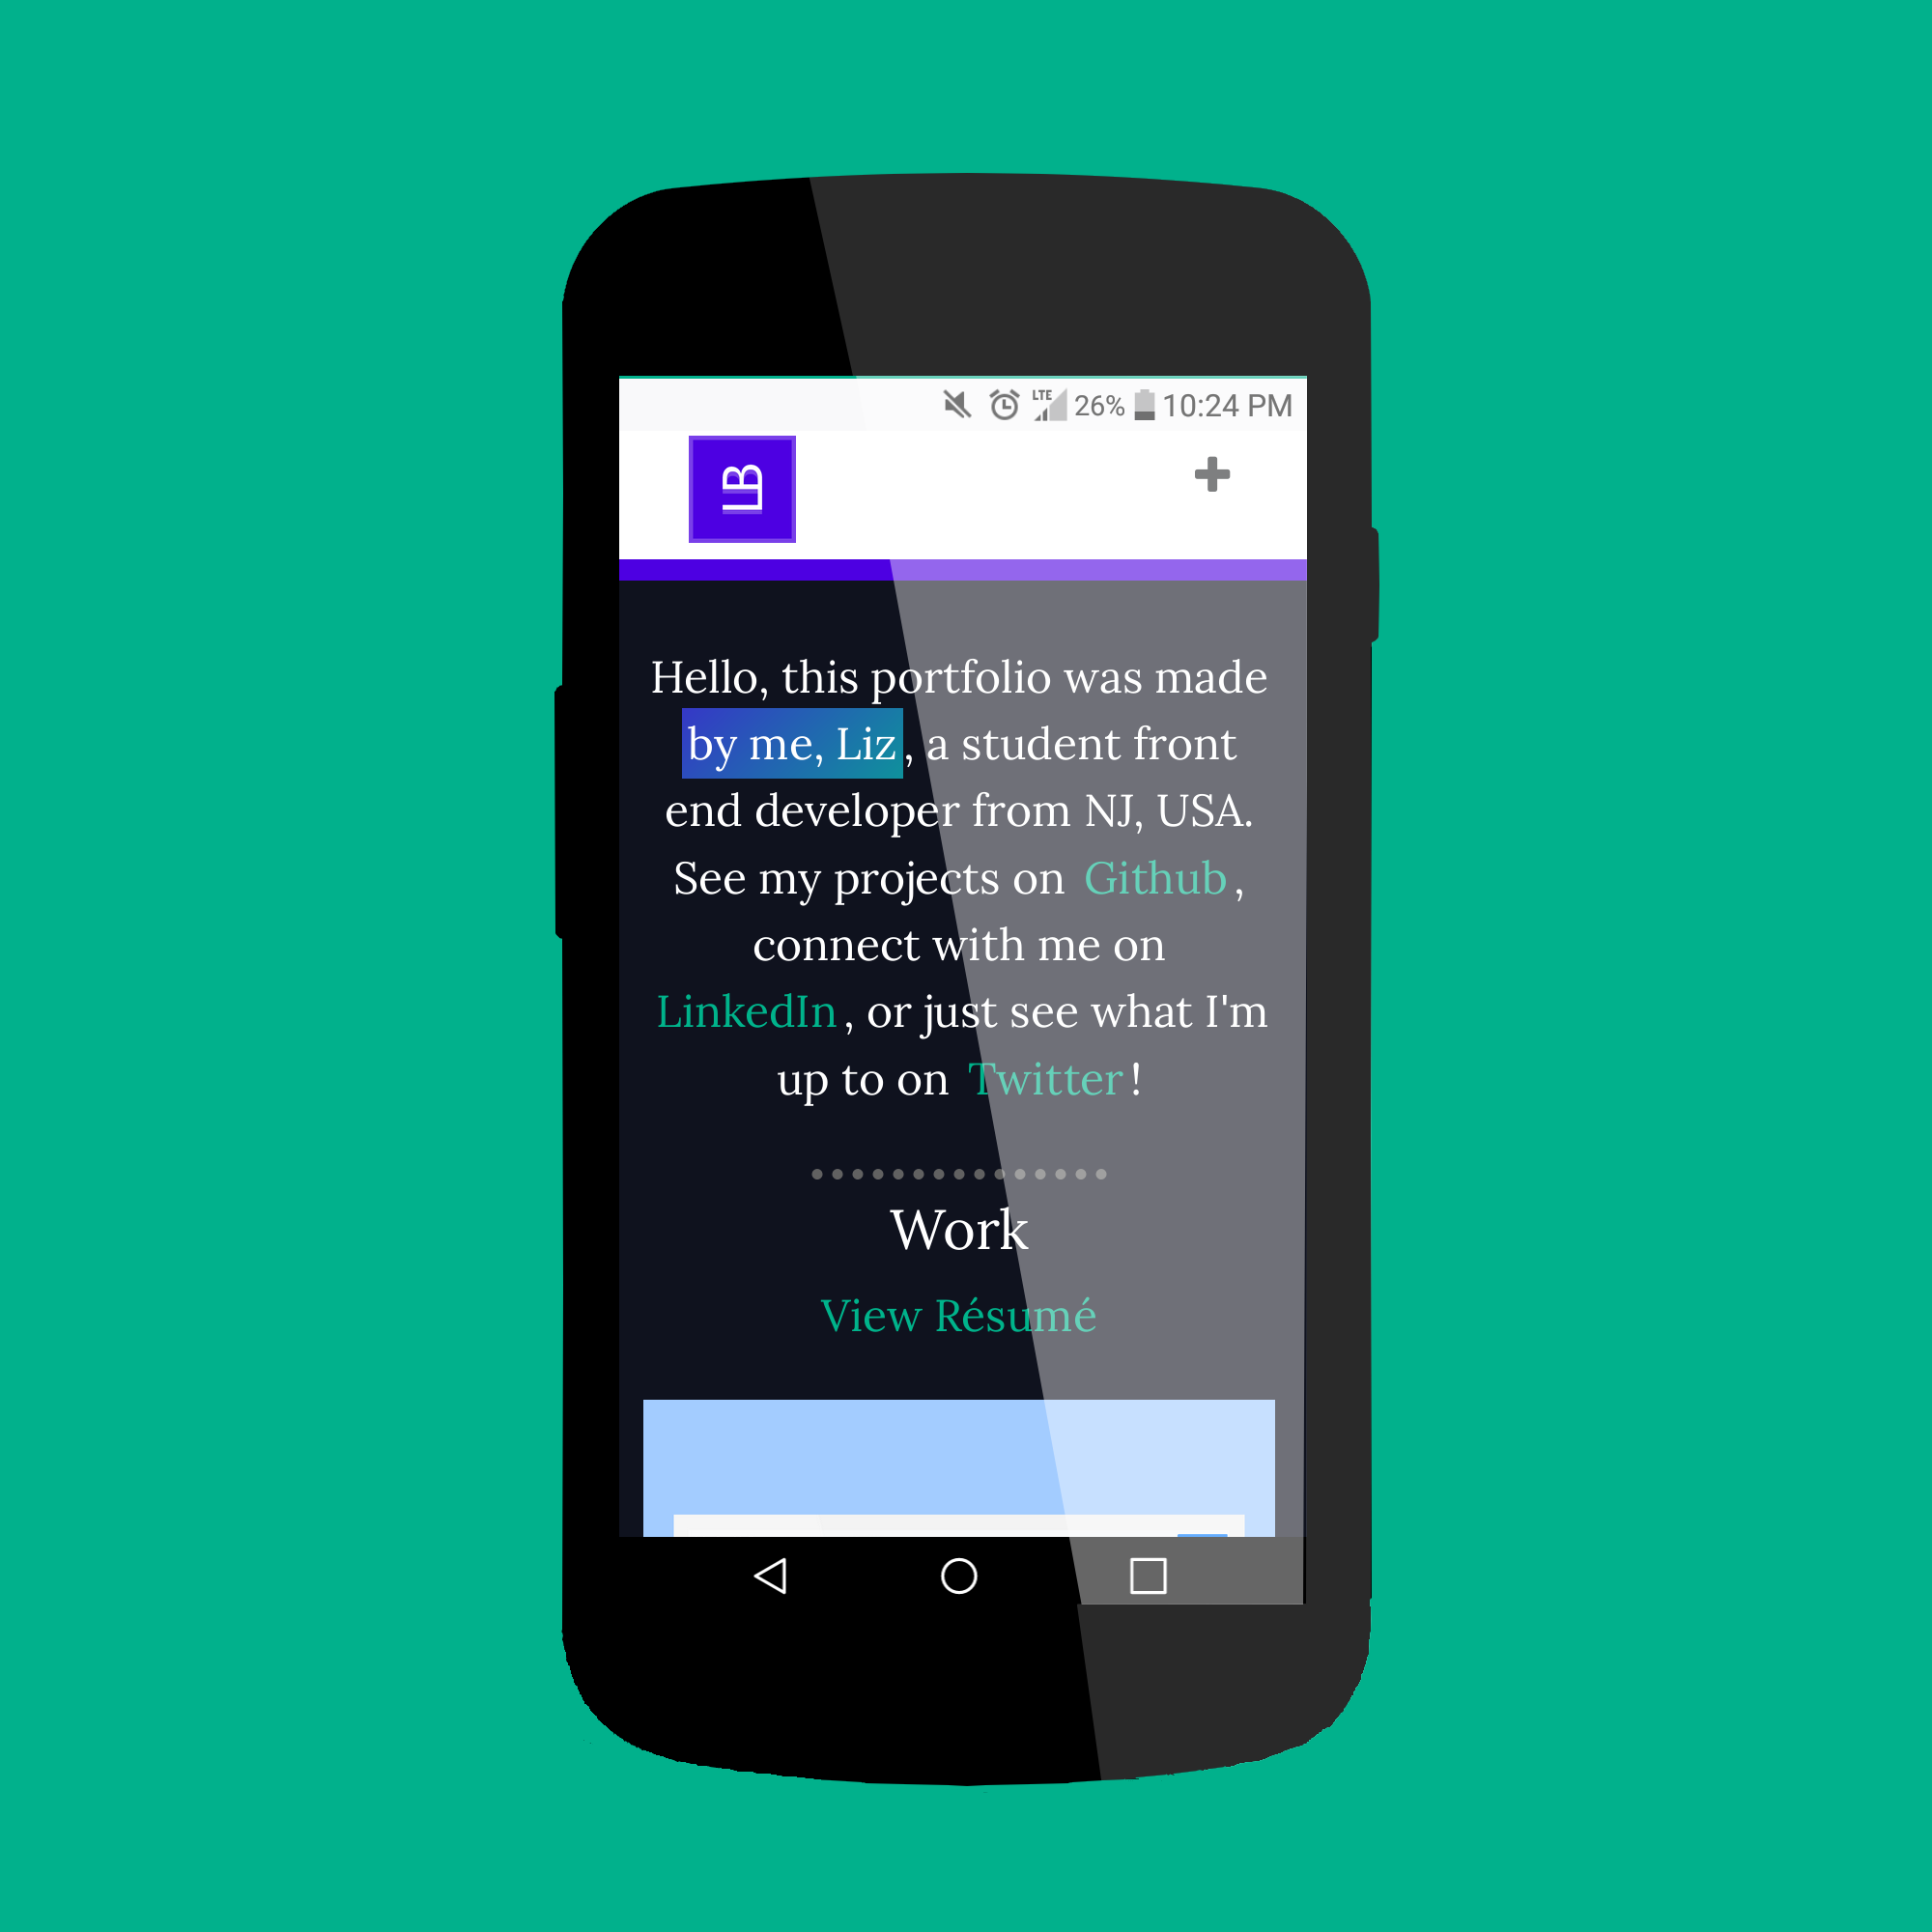 LTE 26% 10:24 PM
LB
Hello, this portfolio was made
by me, Liz, a student front
end developer from NJ, USA.
See my projects on Github,
connect with me on
LinkedIn, or just see what I'm
up to on Twitter!
Work
View Résumé